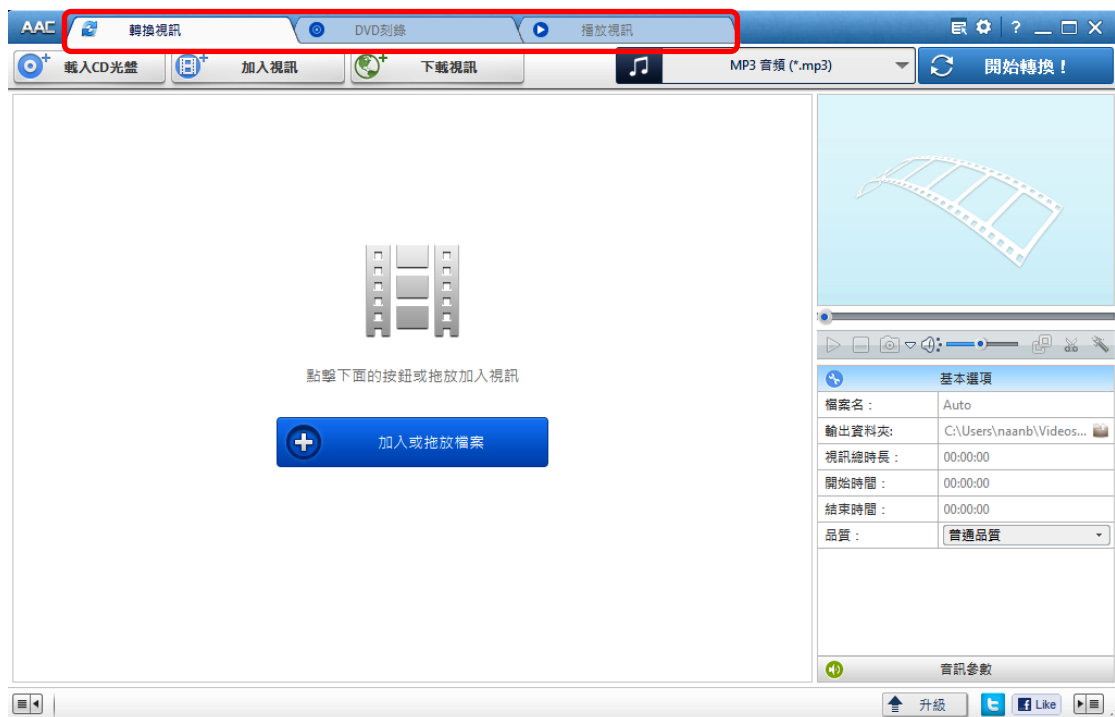 AAC 轉換視訊 DVD刻錄 播放視訊 ?
載入CD光盤 加入視訊 下載視訊 MP3 音頻 (*.mp3) 開始轉換！
點擊下面的按鈕或拖放加入視訊
加入或拖放檔案
基本選項
檔案名： Auto
輸出資料夾: C:\Users\naanb\Videos...
視訊總時長： 00:00:00
開始時間： 00:00:00
結束時間： 00:00:00
品質： 普通品質
音訊參數
升級 Like